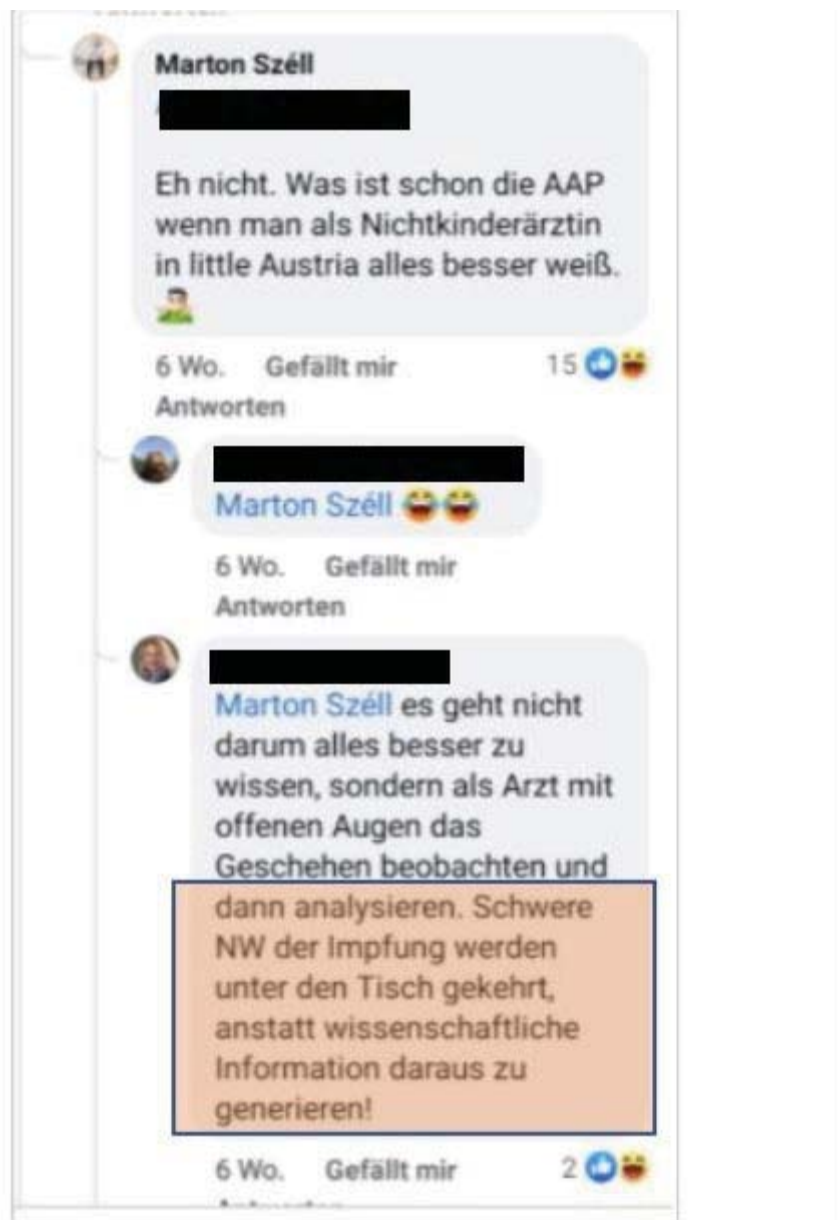 Marton Széll
Eh nicht. Was ist schon die AAP
wenn man als Nichtkinderärztin
in little Austria alles besser weiß.
6 Wo. Gefällt mir 15
Antworten
Marton Széll
6 Wo. Gefällt mir
Antworten
Marton Széll es geht nicht
darum alles besser zu
wissen, sondern als Arzt mit
offenen Augen das
Geschehen beobachten und
dann analysieren. Schwere
NW der Impfung werden
unter den Tisch gekehrt,
anstatt wissenschaftliche
Information daraus zu
generieren!
6 Wo. Gefällt mir 2